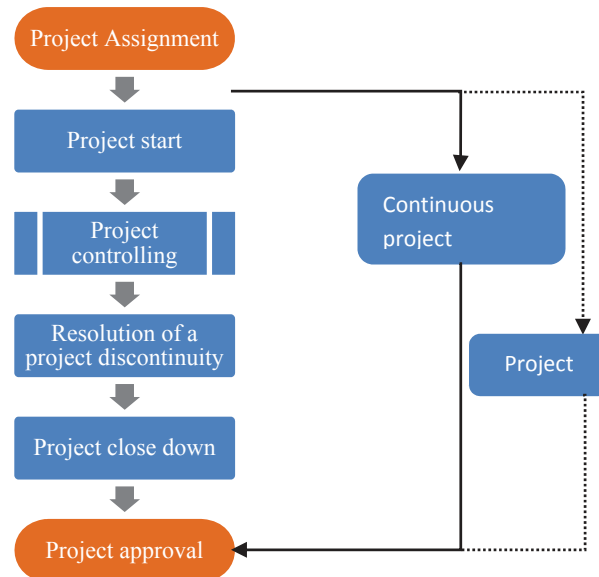 Project Assignment
Project start
Project
controlling
Resolution of a
project discontinuity
Project close down
Project approval
Continuous
project
Project